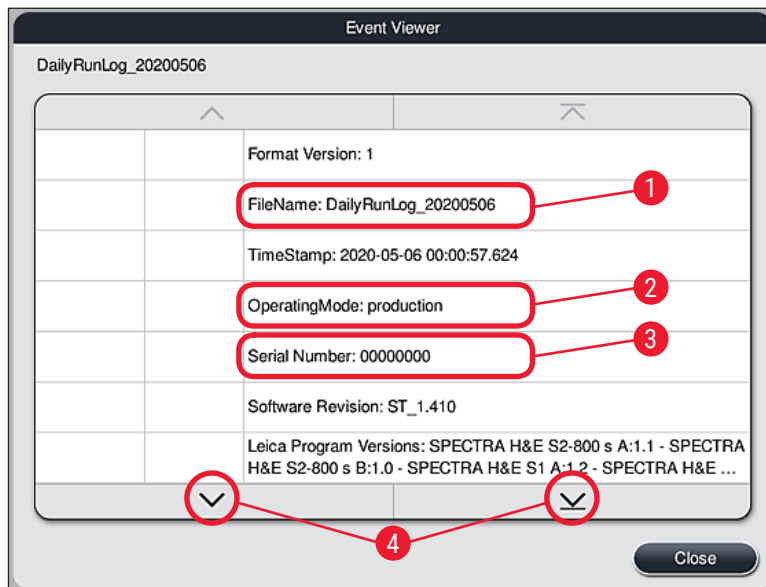 Event Viewer
DailyRunLog_20200506
Format Version: 1
FileName: DailyRunLog_20200506
1
TimeStamp: 2020-05-06 00:00:57.624
OperatingMode: production
2
Serial Number: 00000000
3
Software Revision: ST_1.410
Leica Program Versions: SPECTRA H&E S2-800 s A:1.1 - SPECTRA
H&E S2-800 s B:1.0 - SPECTRA H&E S1 A:1.2 - SPECTRA H&E ...
4
Close